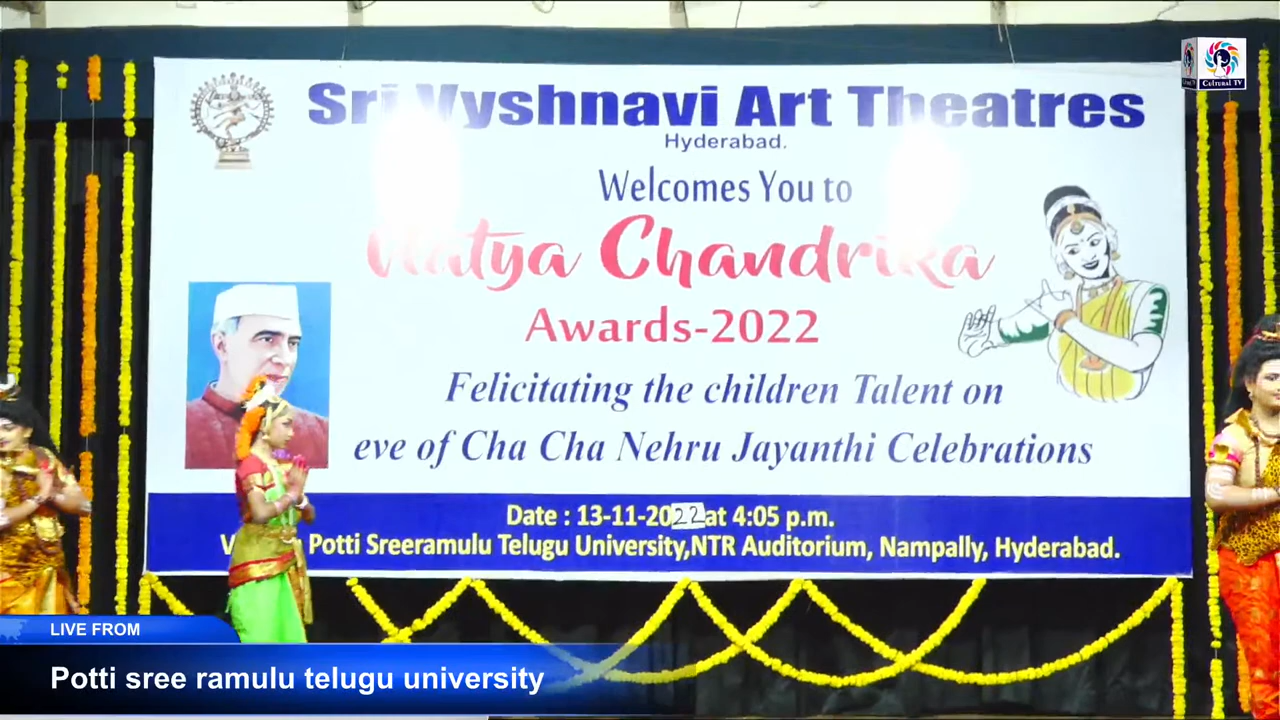 Cultural TV
Sri Vyshnavi Art Theatres
Hyderabad.
Welcomes You to
Natya Chandrika
Awards-2022
Felicitating the children Talent on
eve of Cha Cha Nehru Jayanthi Celebrations
Date : 13-11-2022 at 4:05 p.m.
Potti Sreeramulu Telugu University,NTR Auditorium, Nampally, Hyderabad.
LIVE FROM
Potti sree ramulu telugu university